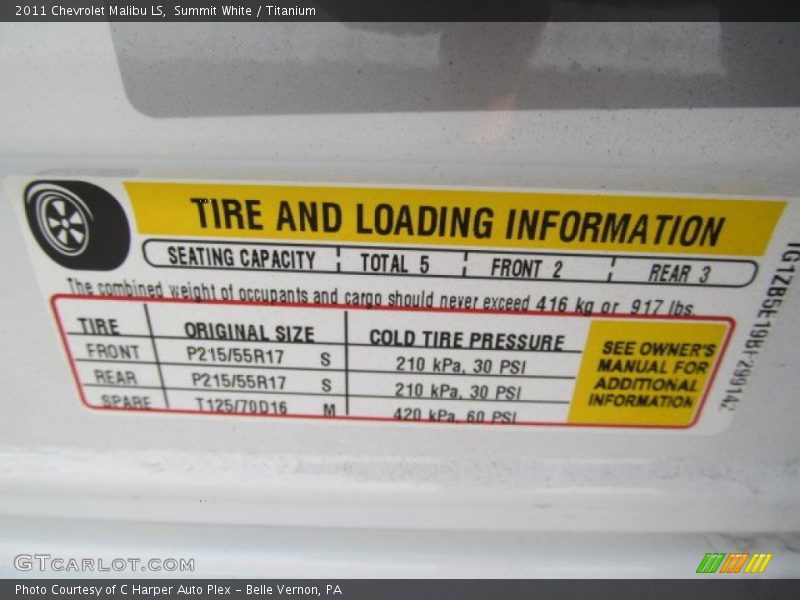 2011 Chevrolet Malibu LS, Summit White / Titanium
TIRE AND LOADING INFORMATION
SEATING CAPACITY TOTAL 5 FRONT 2 REAR 3
The combined weight of occupants and cargo should never exceed 416 kg or 917 lbs.
TIRE ORIGINAL SIZE COLD TIRE PRESSURE
FRONT P215/55R17 S 210 kPa, 30 PSI
REAR P215/55R17 S 210 kPa, 30 PSI
SPARE T125/70D16 M 420 kPa, 60 PSI
SEE OWNER'S
MANUAL FOR
ADDITIONAL
INFORMATION
1G1ZB5E19BF299142
GTCARLOT.COM
Photo Courtesy of C Harper Auto Plex - Belle Vernon, PA